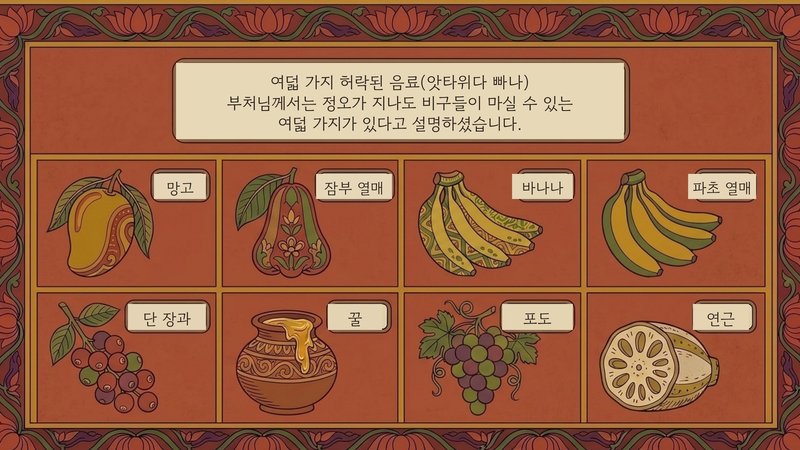 여덟 가지 허락된 음료(앗타위다 빠나)
부처님께서는 정오가 지나도 비구들이 마실 수 있는
여덟 가지가 있다고 설명하셨습니다.
망고
잠부 열매
바나나
파초 열매
단 장과
꿀
포도
연근